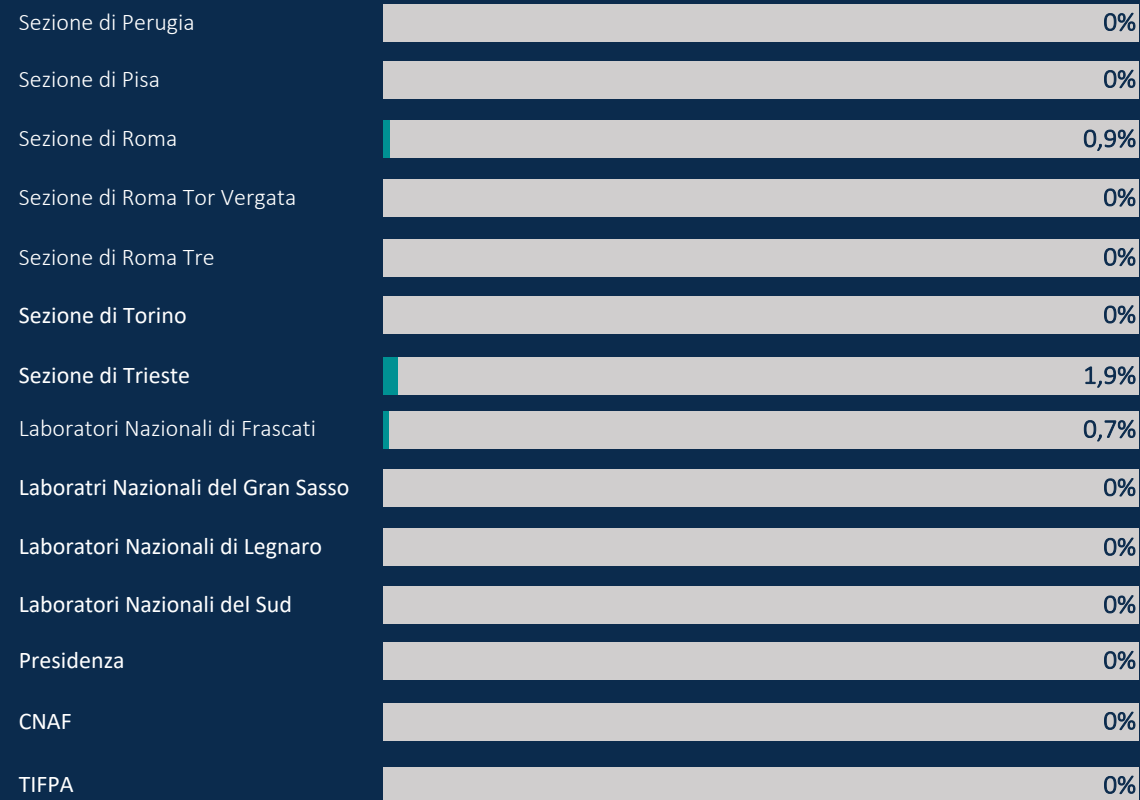 Sezione di Perugia 0%
Sezione di Pisa 0%
Sezione di Roma 0,9%
Sezione di Roma Tor Vergata 0%
Sezione di Roma Tre 0%
Sezione di Torino 0%
Sezione di Trieste 1,9%
Laboratori Nazionali di Frascati 0,7%
Laboratri Nazionali del Gran Sasso 0%
Laboratori Nazionali di Legnaro 0%
Laboratori Nazionali del Sud 0%
Presidenza 0%
CNAF 0%
TIFPA 0%